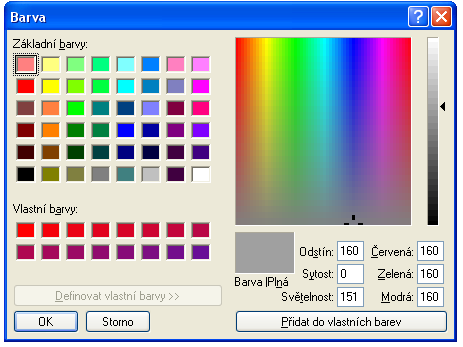 Barva
Základní barvy:
Vlastní barvy:
Definovat vlastní barvy >>
OK
Storno
Barva |Plná
Odstín: 160
Sytost: 0
Světelnost: 151
Červená: 160
Zelená: 160
Modrá: 160
Přidat do vlastních barev